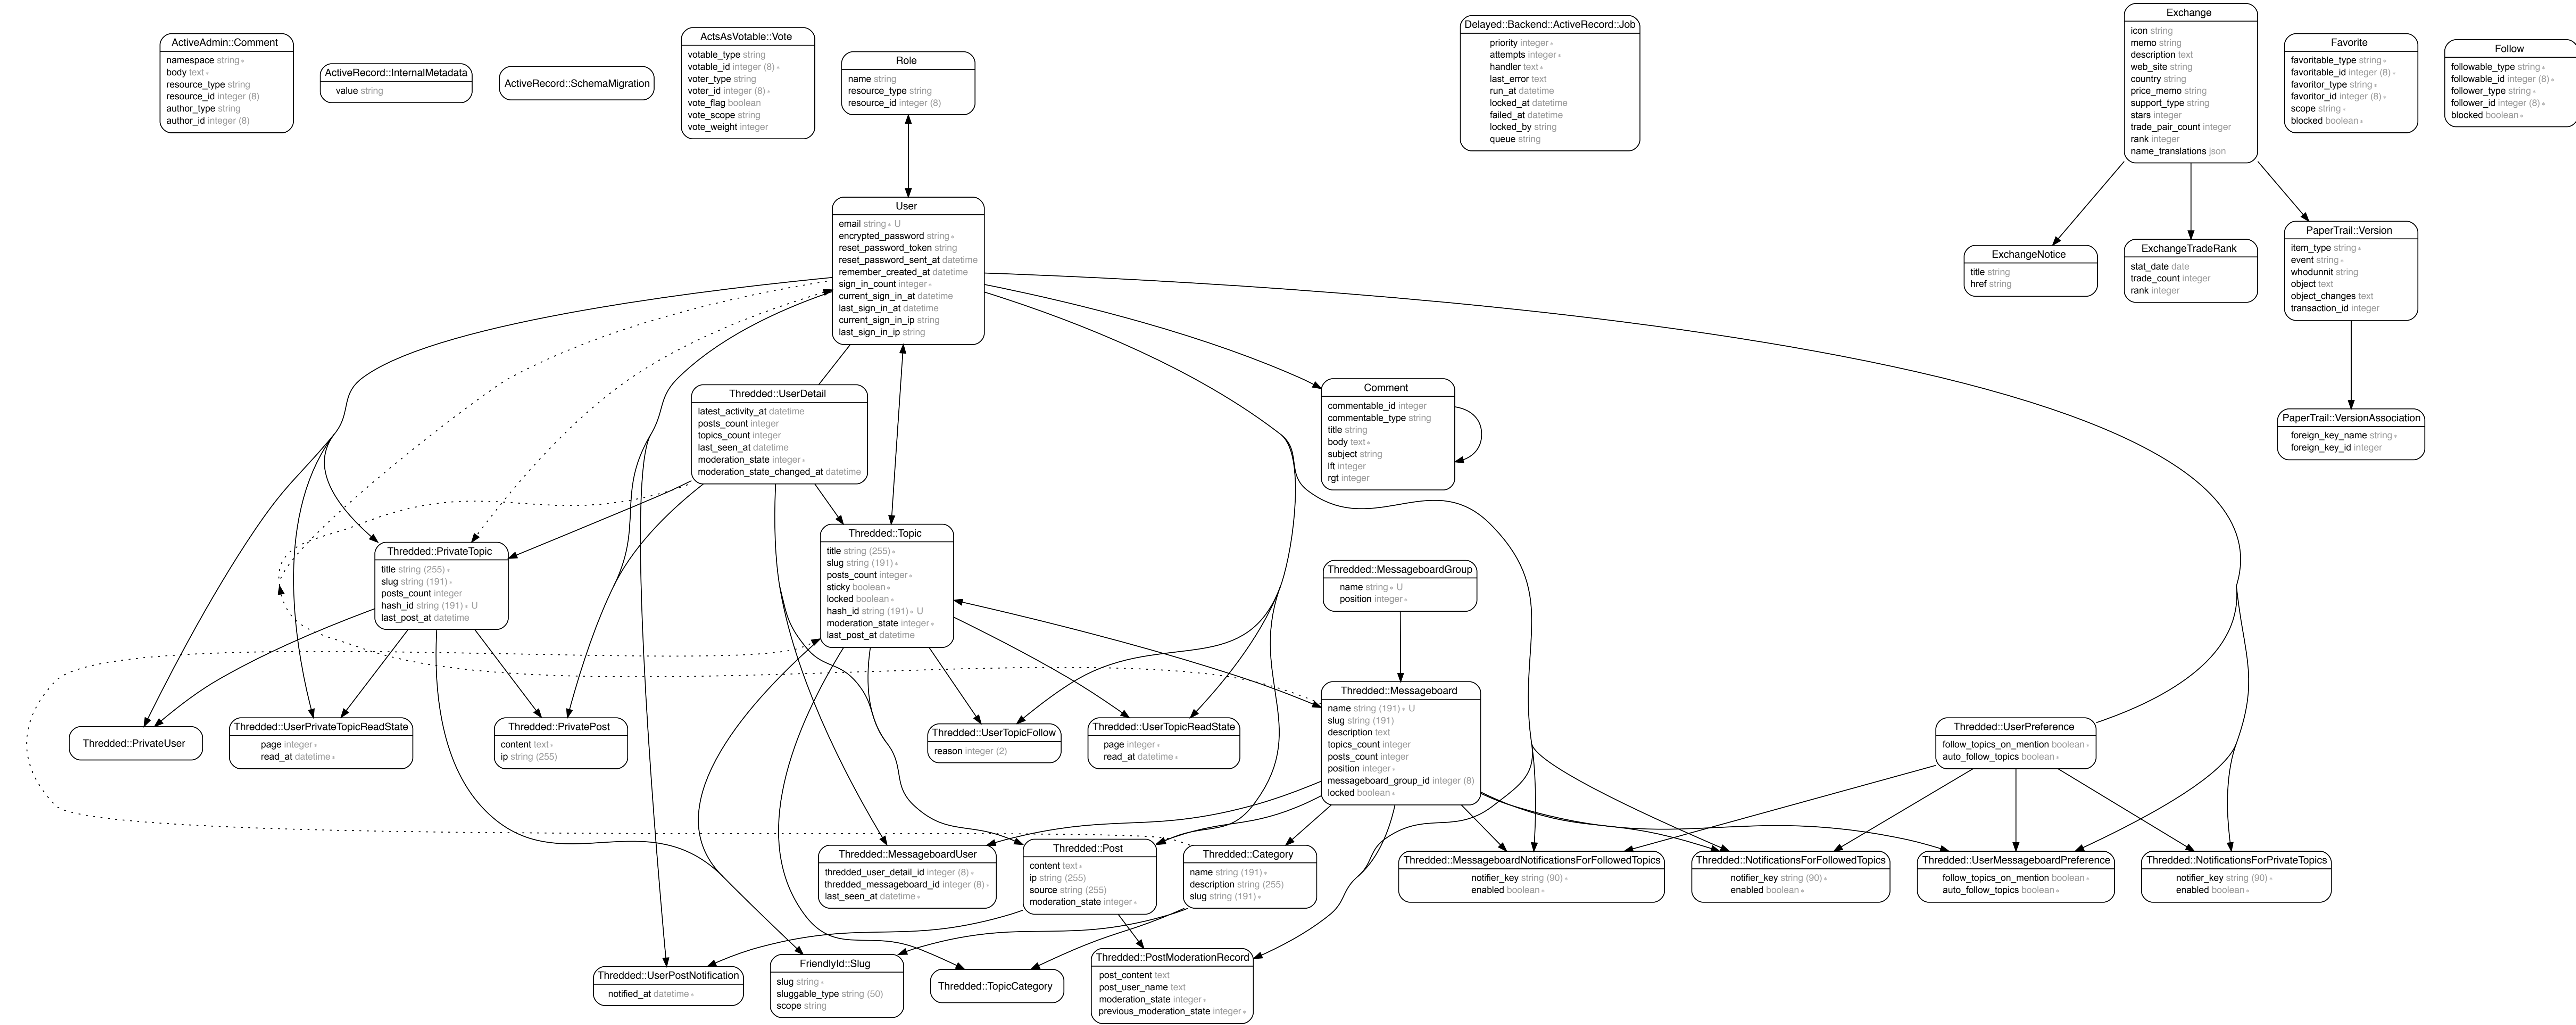 ActiveAdmin::Comment
namespace string ∗
body text ∗
resource_type string
resource_id integer (8)
author_type string
author_id integer (8)
ActiveRecord::InternalMetadata
value string
ActiveRecord::SchemaMigration
ActsAsVotable::Vote
votable_type string
votable_id integer (8) ∗
voter_type string
voter_id integer (8) ∗
vote_flag boolean
vote_scope string
vote_weight integer
Role
name string
resource_type string
resource_id integer (8)
Delayed::Backend::ActiveRecord::Job
priority integer ∗
attempts integer ∗
handler text ∗
last_error text
run_at datetime
locked_at datetime
failed_at datetime
locked_by string
queue string
Exchange
icon string
memo string
description text
web_site string
country string
price_memo string
support_type string
stars integer
trade_pair_count integer
rank integer
name_translations json
Favorite
favoritable_type string ∗
favoritable_id integer (8) ∗
favoritor_type string ∗
favoritor_id integer (8) ∗
scope string ∗
blocked boolean ∗
Follow
followable_type string ∗
followable_id integer (8) ∗
follower_type string ∗
follower_id integer (8) ∗
blocked boolean ∗
User
email string ∗ U
encrypted_password string ∗
reset_password_token string
reset_password_sent_at datetime
remember_created_at datetime
sign_in_count integer ∗
current_sign_in_at datetime
last_sign_in_at datetime
current_sign_in_ip string
last_sign_in_ip string
ExchangeNotice
title string
href string
ExchangeTradeRank
stat_date date
trade_count integer
rank integer
PaperTrail::Version
item_type string ∗
event string ∗
whodunnit string
object text
object_changes text
transaction_id integer
Thredded::UserDetail
latest_activity_at datetime
posts_count integer
topics_count integer
last_seen_at datetime
moderation_state integer ∗
moderation_state_changed_at datetime
Comment
commentable_id integer
commentable_type string
title string
body text ∗
subject string
lft integer
rgt integer
PaperTrail::VersionAssociation
foreign_key_name string ∗
foreign_key_id integer
Thredded::PrivateTopic
title string (255) ∗
slug string (191) ∗
posts_count integer
hash_id string (191) ∗ U
last_post_at datetime
Thredded::Topic
title string (255) ∗
slug string (191) ∗
posts_count integer ∗
sticky boolean ∗
locked boolean ∗
hash_id string (191) ∗ U
moderation_state integer ∗
last_post_at datetime
Thredded::MessageboardGroup
name string ∗ U
position integer ∗
Thredded::PrivateUser
Thredded::UserPrivateTopicReadState
page integer ∗
read_at datetime ∗
Thredded::PrivatePost
content text ∗
ip string (255)
Thredded::UserTopicFollow
reason integer (2)
Thredded::UserTopicReadState
page integer ∗
read_at datetime ∗
Thredded::Messageboard
name string (191) ∗ U
slug string (191)
description text
topics_count integer
posts_count integer
position integer ∗
messageboard_group_id integer (8)
locked boolean ∗
Thredded::UserPreference
follow_topics_on_mention boolean ∗
auto_follow_topics boolean ∗
Thredded::MessageboardUser
thredded_user_detail_id integer (8) ∗
thredded_messageboard_id integer (8) ∗
last_seen_at datetime ∗
Thredded::Post
content text ∗
ip string (255)
source string (255)
moderation_state integer ∗
Thredded::Category
name string (191) ∗
description string (255)
slug string (191) ∗
Thredded::MessageboardNotificationsForFollowedTopics
notifier_key string (90) ∗
enabled boolean ∗
Thredded::NotificationsForFollowedTopics
notifier_key string (90) ∗
enabled boolean ∗
Thredded::UserMessageboardPreference
follow_topics_on_mention boolean ∗
auto_follow_topics boolean ∗
Thredded::NotificationsForPrivateTopics
notifier_key string (90) ∗
enabled boolean ∗
Thredded::UserPostNotification
notified_at datetime ∗
FriendlyId::Slug
slug string ∗
sluggable_type string (50)
scope string
Thredded::TopicCategory
Thredded::PostModerationRecord
post_content text
post_user_name text
moderation_state integer ∗
previous_moderation_state integer ∗